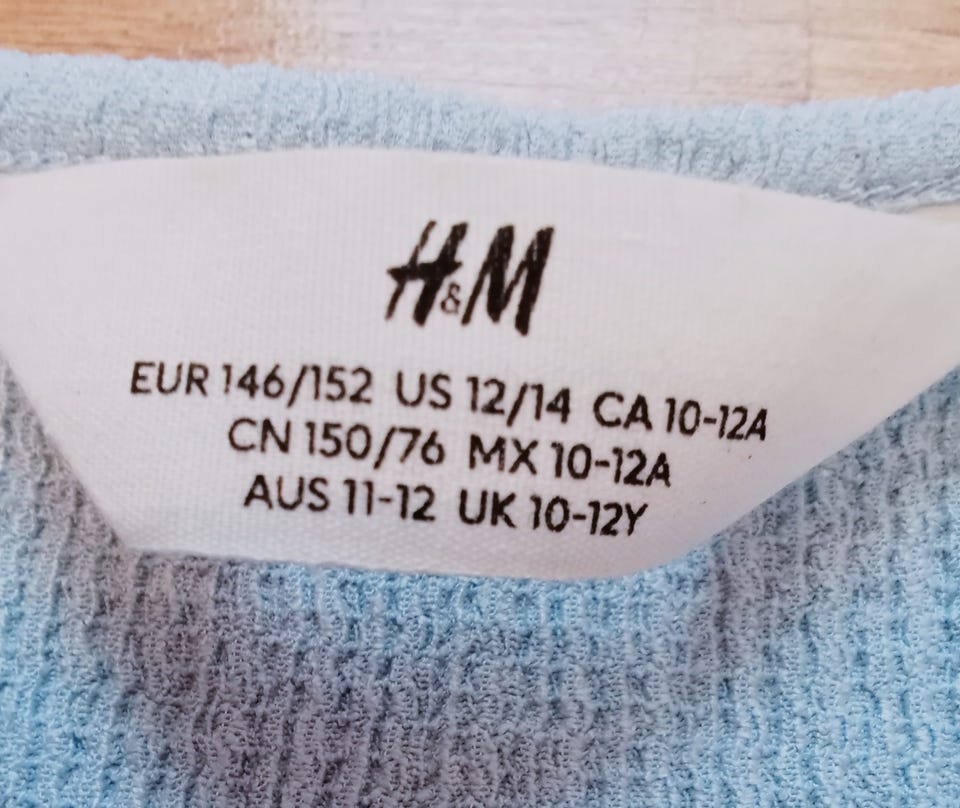 H&M
EUR 146/152 US 12/14 CA 10-12A
CN 150/76 MX 10-12A
AUS 11-12 UK 10-12Y